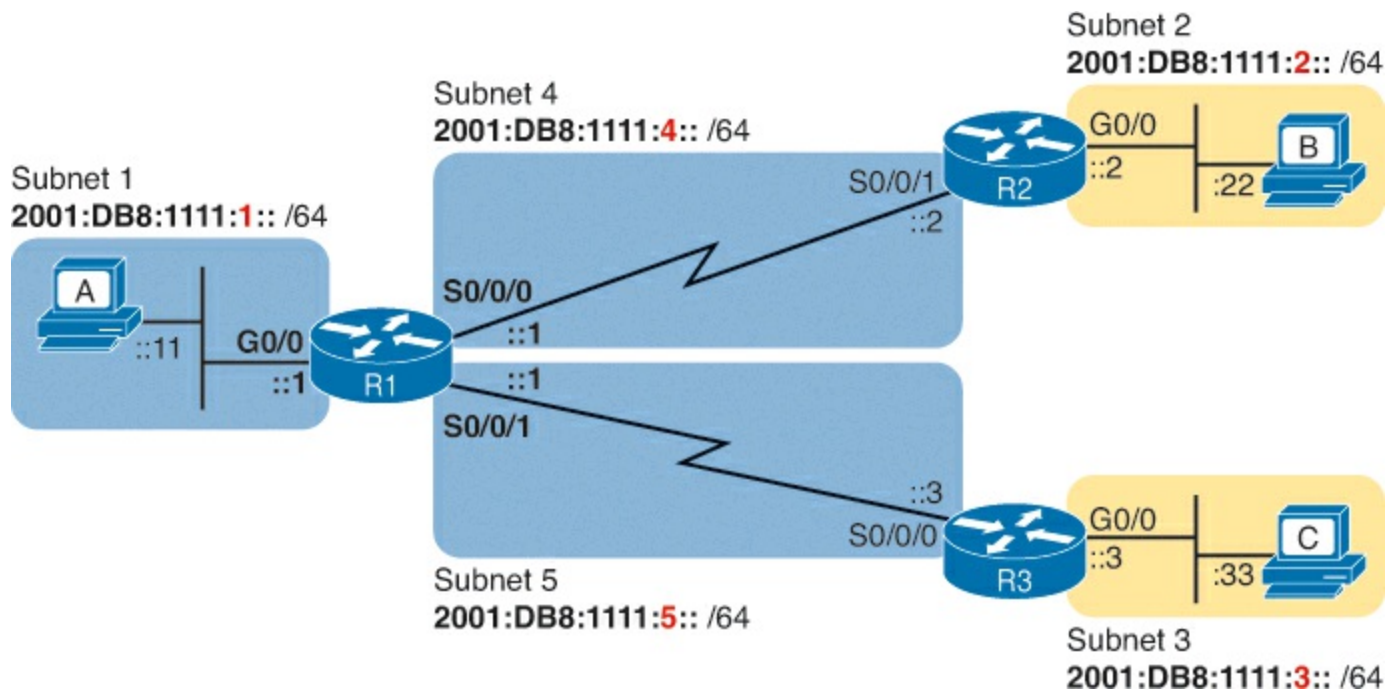 Subnet 2
2001:DB8:1111:2:: /64
Subnet 4
2001:DB8:1111:4:: /64
G0/0
::2
B
:22
R2
S0/0/1
::2
Subnet 1
2001:DB8:1111:1:: /64
A
::11
G0/0
::1
R1
S0/0/0
::1
::1
S0/0/1
::3
S0/0/0
R3
G0/0
::3
C
:33
Subnet 5
2001:DB8:1111:5:: /64
Subnet 3
2001:DB8:1111:3:: /64